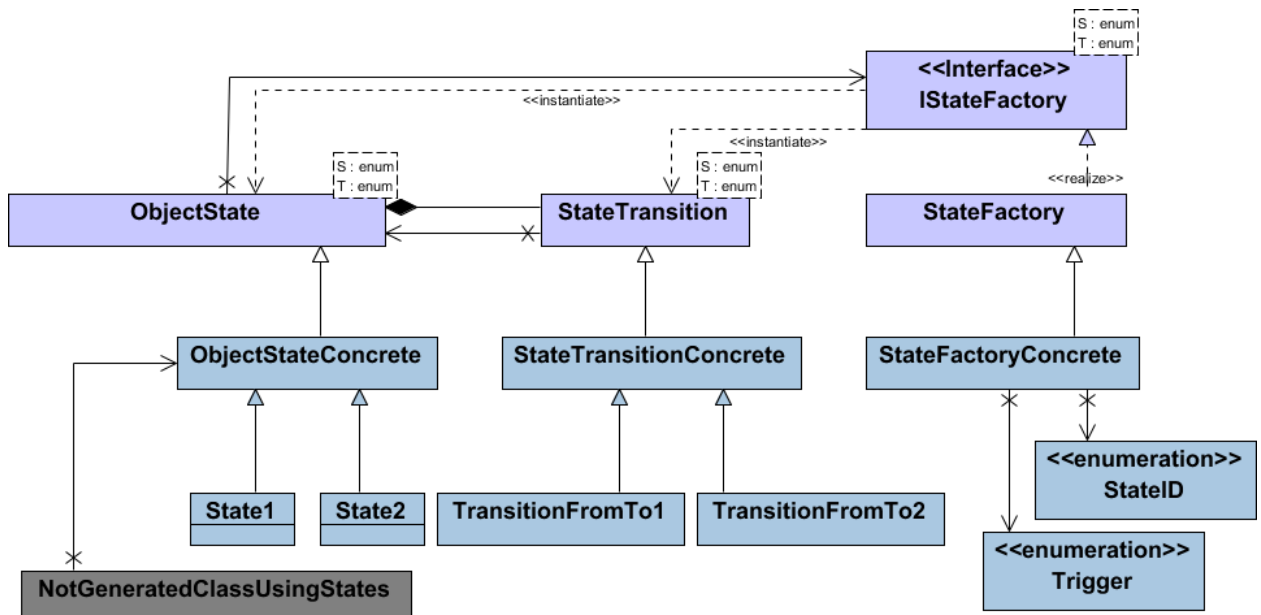 S : enum
T : enum
<<Interface>>
IStateFactory
<<instantiate>>
<<instantiate>>
S : enum
T : enum
S : enum
T : enum
<<realize>>
ObjectState
StateTransition
StateFactory
ObjectStateConcrete
StateTransitionConcrete
StateFactoryConcrete
<<enumeration>>
StateID
State1
State2
TransitionFromTo1
TransitionFromTo2
<<enumeration>>
Trigger
NotGeneratedClassUsingStates